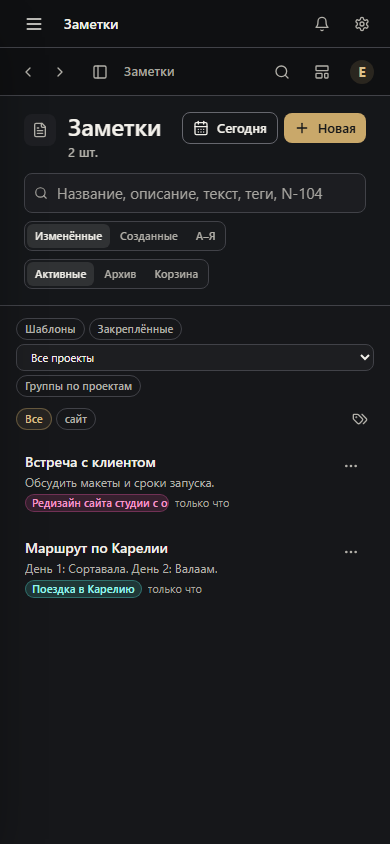 Заметки
Заметки
E
Заметки
2 шт.
Сегодня
Новая
Название, описание, текст, теги, N-104
Изменённые Созданные А–Я
Активные Архив Корзина
Шаблоны Закреплённые
Все проекты
Группы по проектам
Все сайт
Встреча с клиентом
Обсудить макеты и сроки запуска.
Редизайн сайта студии с о только что
Маршрут по Карелии
День 1: Сортавала. День 2: Валаам.
Поездка в Карелию только что